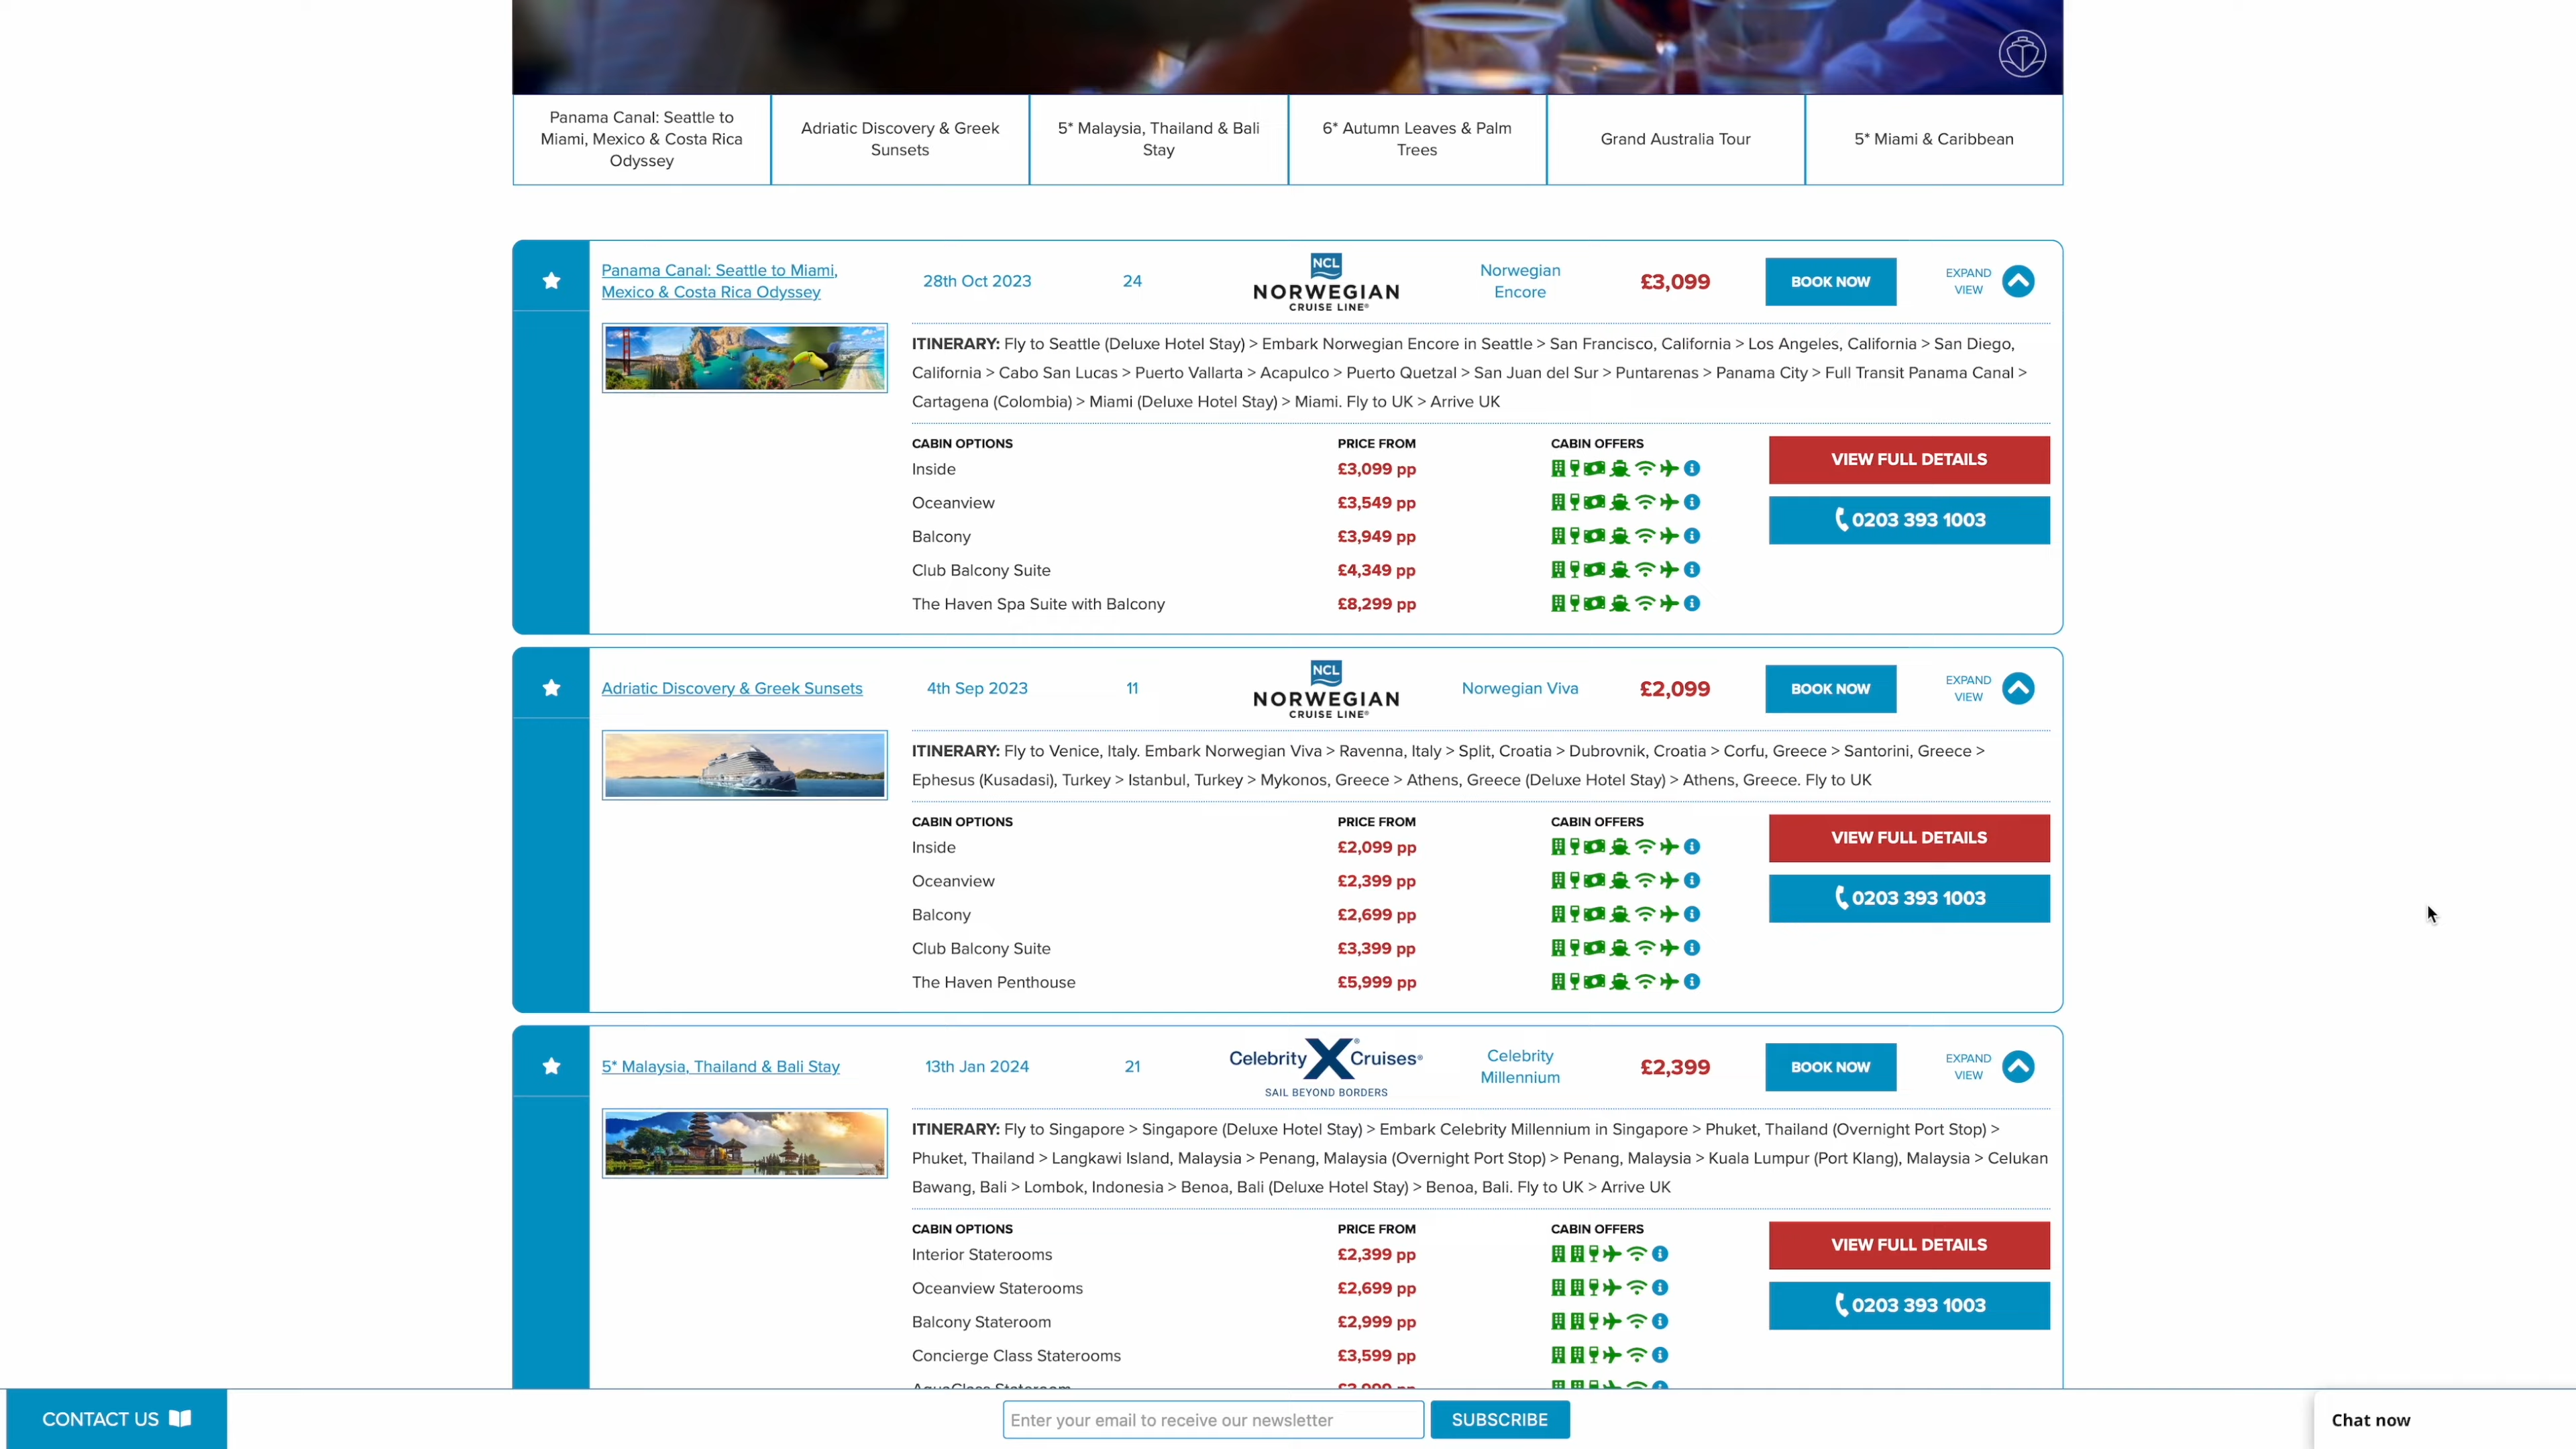 Panama Canal: Seattle to
Miami, Mexico & Costa Rica
Odyssey
Adriatic Discovery & Greek
Sunsets
5* Malaysia, Thailand & Bali
Stay
6* Autumn Leaves & Palm
Trees
Grand Australia Tour
5* Miami & Caribbean
Panama Canal: Seattle to Miami,
Mexico & Costa Rica Odyssey
28th Oct 2023
24
NCL
NORWEGIAN
CRUISE LINE®
Norwegian
Encore
£3,099
BOOK NOW
EXPAND
VIEW
ITINERARY: Fly to Seattle (Deluxe Hotel Stay) > Embark Norwegian Encore in Seattle > San Francisco, California > Los Angeles, California > San Diego,
California > Cabo San Lucas > Puerto Vallarta > Acapulco > Puerto Quetzal > San Juan del Sur > Puntarenas > Panama City > Full Transit Panama Canal >
Cartagena (Colombia) > Miami (Deluxe Hotel Stay) > Miami. Fly to UK > Arrive UK
CABIN OPTIONS PRICE FROM CABIN OFFERS
Inside £3,099 pp
Oceanview £3,549 pp
Balcony £3,949 pp
Club Balcony Suite £4,349 pp
The Haven Spa Suite with Balcony £8,299 pp
VIEW FULL DETAILS
0203 393 1003
Adriatic Discovery & Greek Sunsets
4th Sep 2023
11
NCL
NORWEGIAN
CRUISE LINE®
Norwegian Viva
£2,099
BOOK NOW
EXPAND
VIEW
ITINERARY: Fly to Venice, Italy. Embark Norwegian Viva > Ravenna, Italy > Split, Croatia > Dubrovnik, Croatia > Corfu, Greece > Santorini, Greece >
Ephesus (Kusadasi), Turkey > Istanbul, Turkey > Mykonos, Greece > Athens, Greece (Deluxe Hotel Stay) > Athens, Greece. Fly to UK
CABIN OPTIONS PRICE FROM CABIN OFFERS
Inside £2,099 pp
Oceanview £2,399 pp
Balcony £2,699 pp
Club Balcony Suite £3,399 pp
The Haven Penthouse £5,999 pp
VIEW FULL DETAILS
0203 393 1003
5* Malaysia, Thailand & Bali Stay
13th Jan 2024
21
Celebrity X Cruises®
SAIL BEYOND BORDERS
Celebrity
Millennium
£2,399
BOOK NOW
EXPAND
VIEW
ITINERARY: Fly to Singapore > Singapore (Deluxe Hotel Stay) > Embark Celebrity Millennium in Singapore > Phuket, Thailand (Overnight Port Stop) >
Phuket, Thailand > Langkawi Island, Malaysia > Penang, Malaysia (Overnight Port Stop) > Penang, Malaysia > Kuala Lumpur (Port Klang), Malaysia > Celukan
Bawang, Bali > Lombok, Indonesia > Benoa, Bali (Deluxe Hotel Stay) > Benoa, Bali. Fly to UK > Arrive UK
CABIN OPTIONS PRICE FROM CABIN OFFERS
Interior Staterooms £2,399 pp
Oceanview Staterooms £2,699 pp
Balcony Stateroom £2,999 pp
Concierge Class Staterooms £3,599 pp
VIEW FULL DETAILS
0203 393 1003
CONTACT US
Enter your email to receive our newsletter
SUBSCRIBE
Chat now